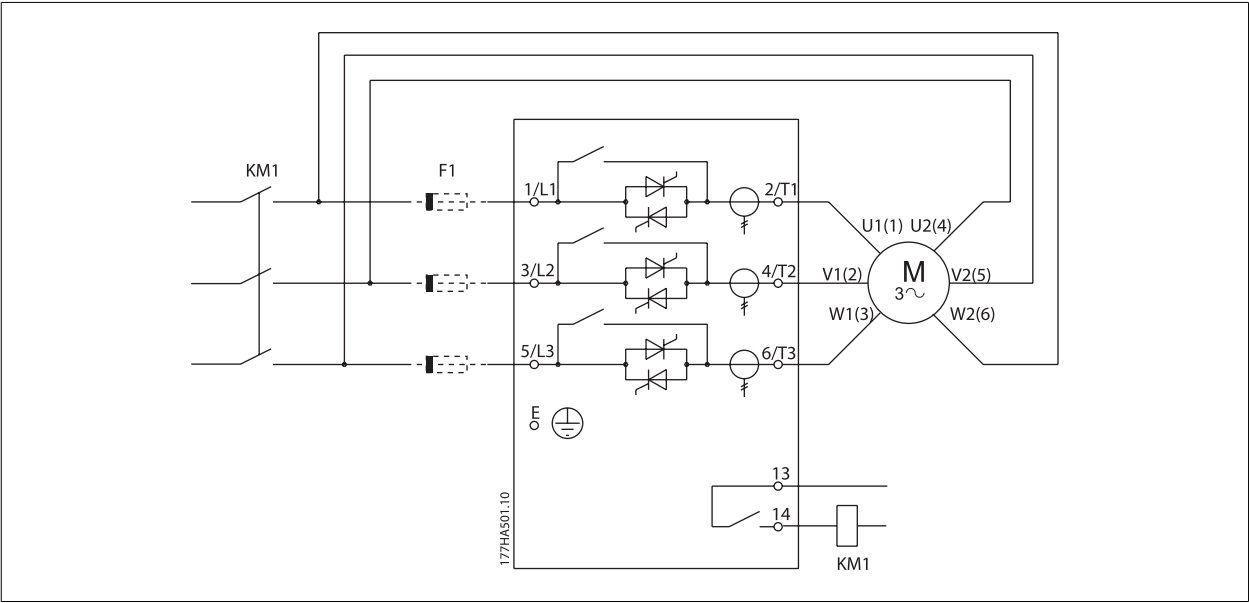 KM1
F1
1/L1
2/T1
U1(1) U2(4)
3/L2
4/T2
V1(2)
M
3~
V2(5)
W1(3)
W2(6)
5/L3
6/T3
E
13
14
KM1
177HA501.10